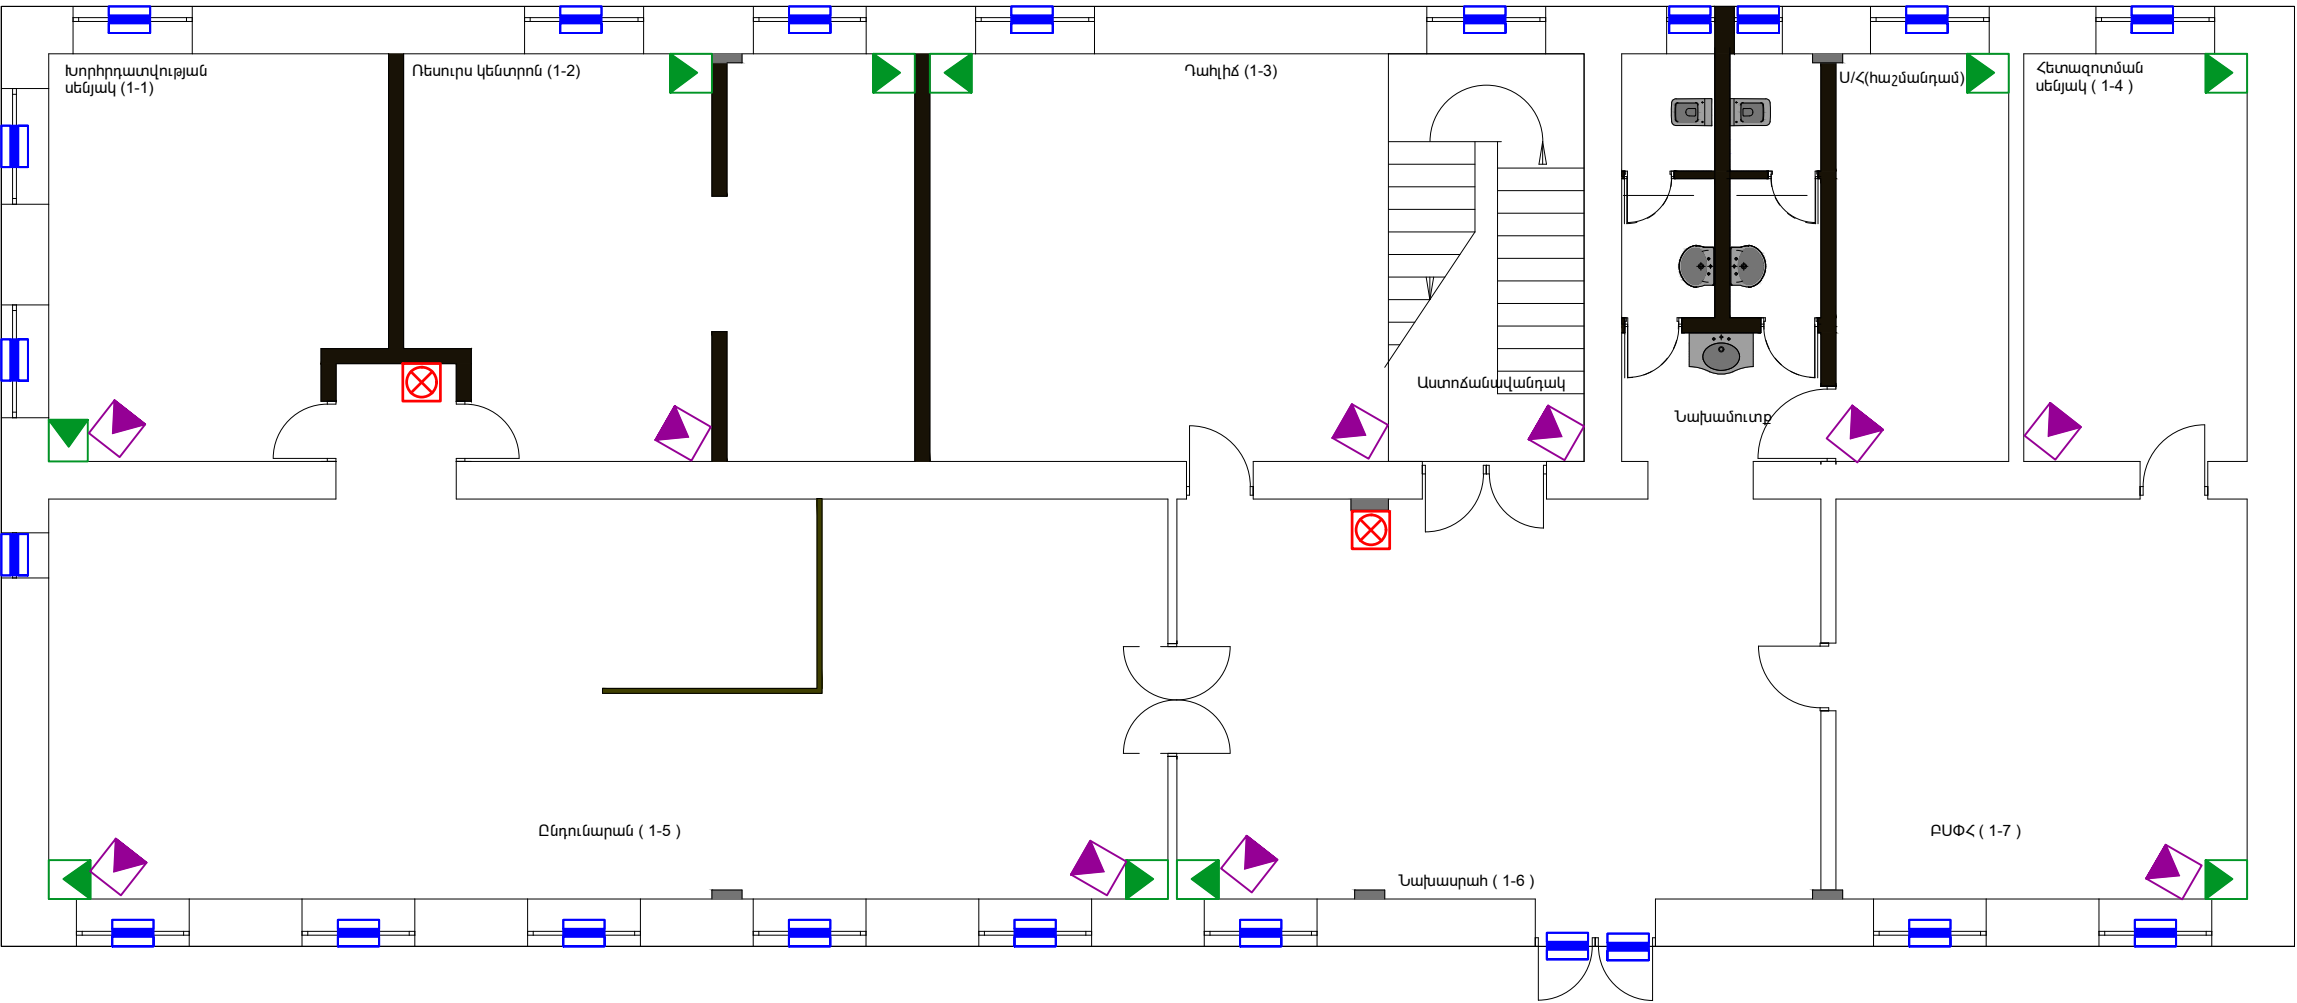 Խորհրդատվության
սենյակ (1-1)
Ռեսուրս կենտրոն (1-2)
Դահլիճ (1-3)
Ս/Հ(հաշմանդամ)
Հետազոտման
սենյակ ( 1-4 )
Աստոճանավանդակ
Նախամուտք
Ընդունարան ( 1-5 )
Նախասրահ ( 1-6 )
ԲՍՓՀ ( 1-7 )